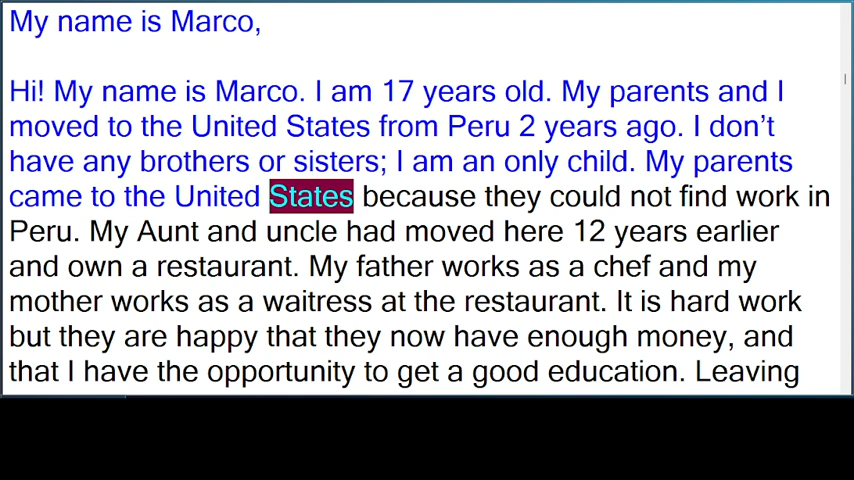 My name is Marco,
Hi! My name is Marco. I am 17 years old. My parents and I
moved to the United States from Peru 2 years ago. I don’t
have any brothers or sisters; I am an only child. My parents
came to the United States because they could not find work in
Peru. My Aunt and uncle had moved here 12 years earlier
and own a restaurant. My father works as a chef and my
mother works as a waitress at the restaurant. It is hard work
but they are happy that they now have enough money, and
that I have the opportunity to get a good education. Leaving